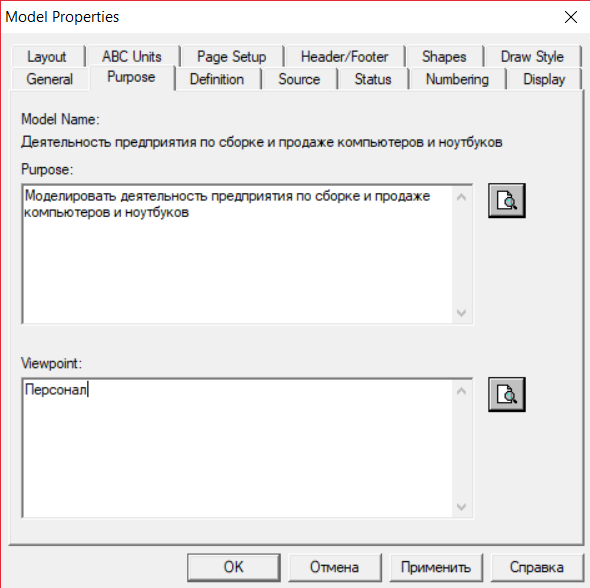 Model Properties
Layout ABC Units Page Setup Header/Footer Shapes Draw Style
General Purpose Definition Source Status Numbering Display
Model Name:
Деятельность предприятия по сборке и продаже компьютеров и ноутбуков
Purpose:
Моделировать деятельность предприятия по сборке и продаже
компьютеров и ноутбуков
Viewpoint:
Персонал
OK Отмена Применить Справка